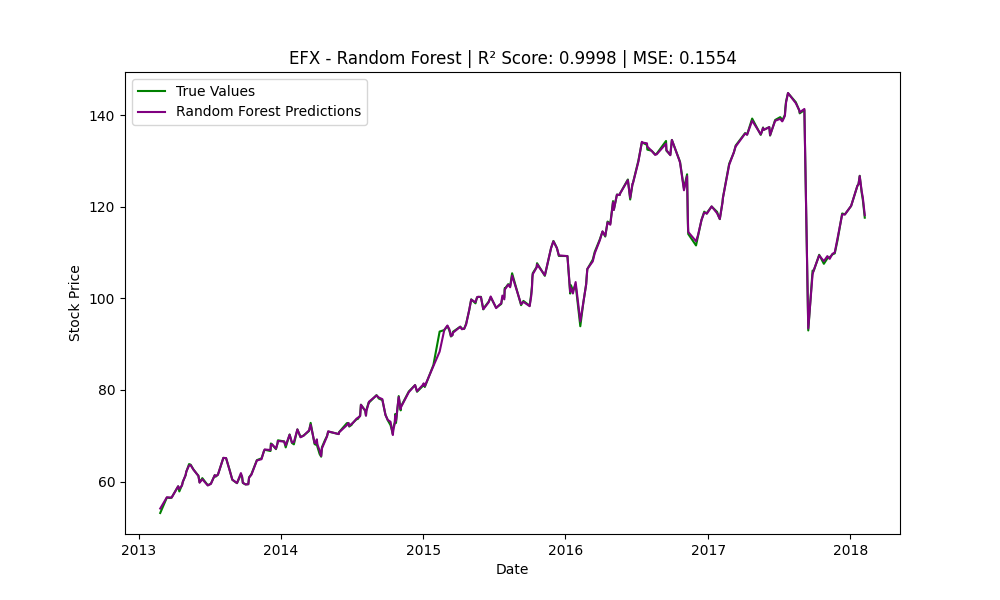 EFX - Random Forest | R² Score: 0.9998 | MSE: 0.1554
True Values
Random Forest Predictions
Stock Price
140
120
100
80
60
2013
2014
2015
2016
2017
2018
Date